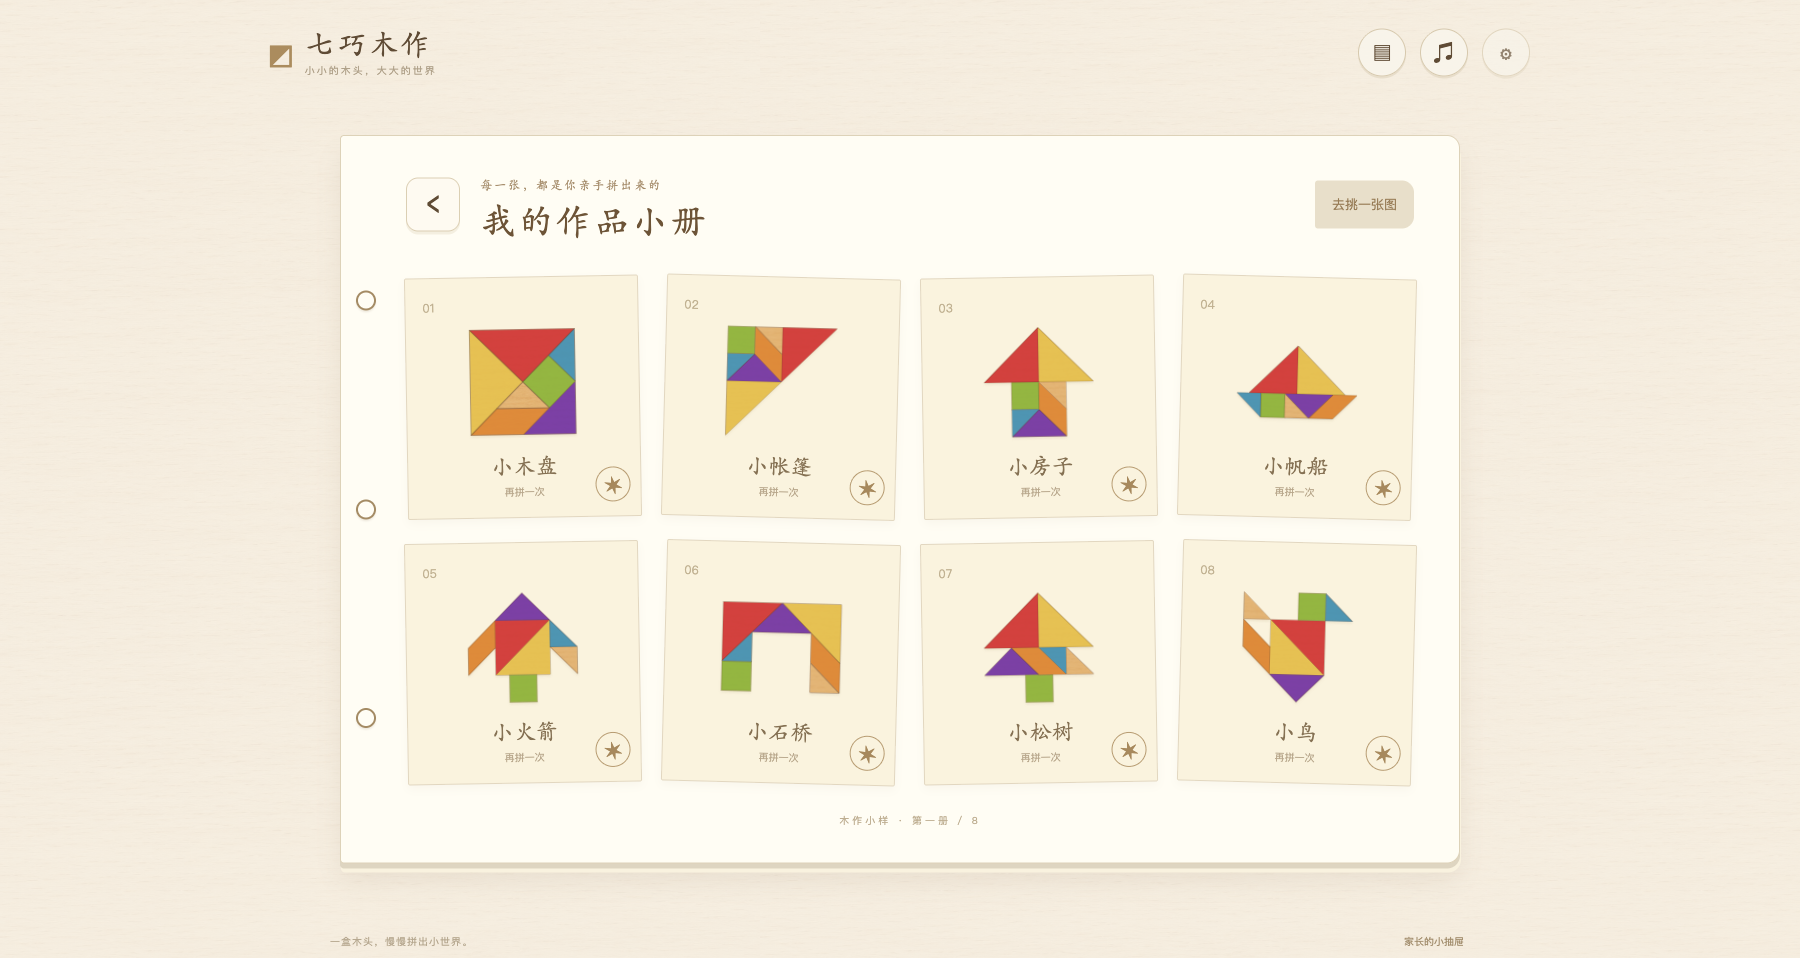 七巧木作
小小的木头，大大的世界
每一张，都是你亲手拼出来的
我的作品小册
去挑一张图
01
小木盘
再拼一次
02
小帐篷
再拼一次
03
小房子
再拼一次
04
小帆船
再拼一次
05
小火箭
再拼一次
06
小石桥
再拼一次
07
小松树
再拼一次
08
小鸟
再拼一次
木作小样 · 第一册 / 8
一盒木头，慢慢拼出小世界。
家长的小抽屉